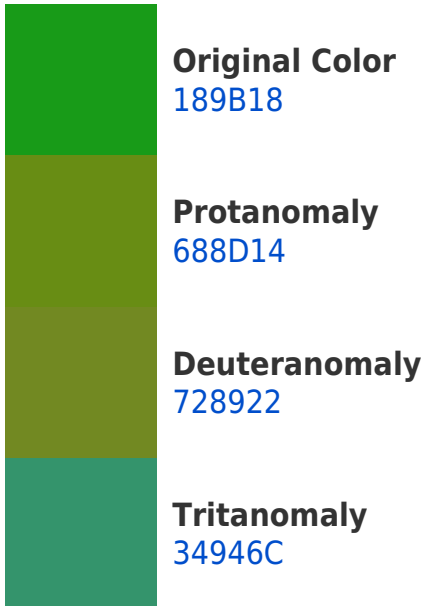 Original Color
189B18
Protanomaly
688D14
Deuteranomaly
728922
Tritanomaly
34946C